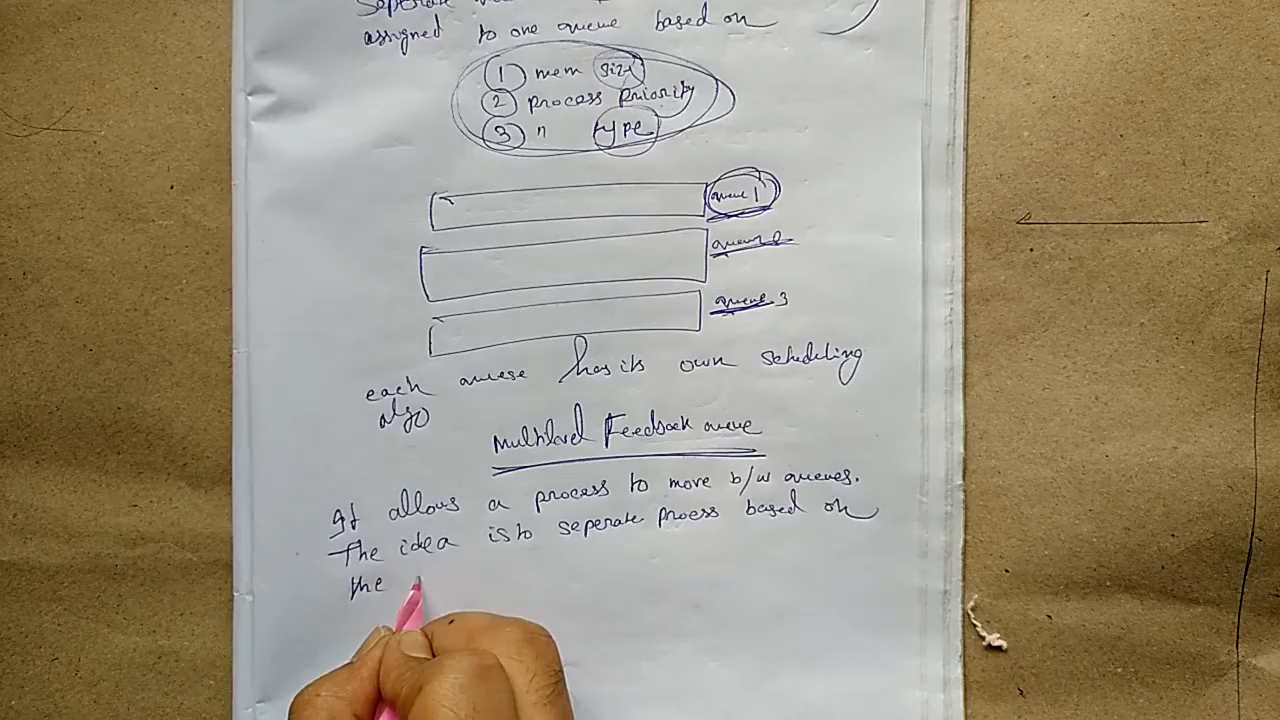 Seperate
assigned to one queue based on
1 mem size
2 process priority
3 " type
queue 1
queue 2
queue 3
each queue has its own scheduling
algo
Multilevel Feedback queue
It allows a process to move b/w queues.
The idea is to seperate process based on
the